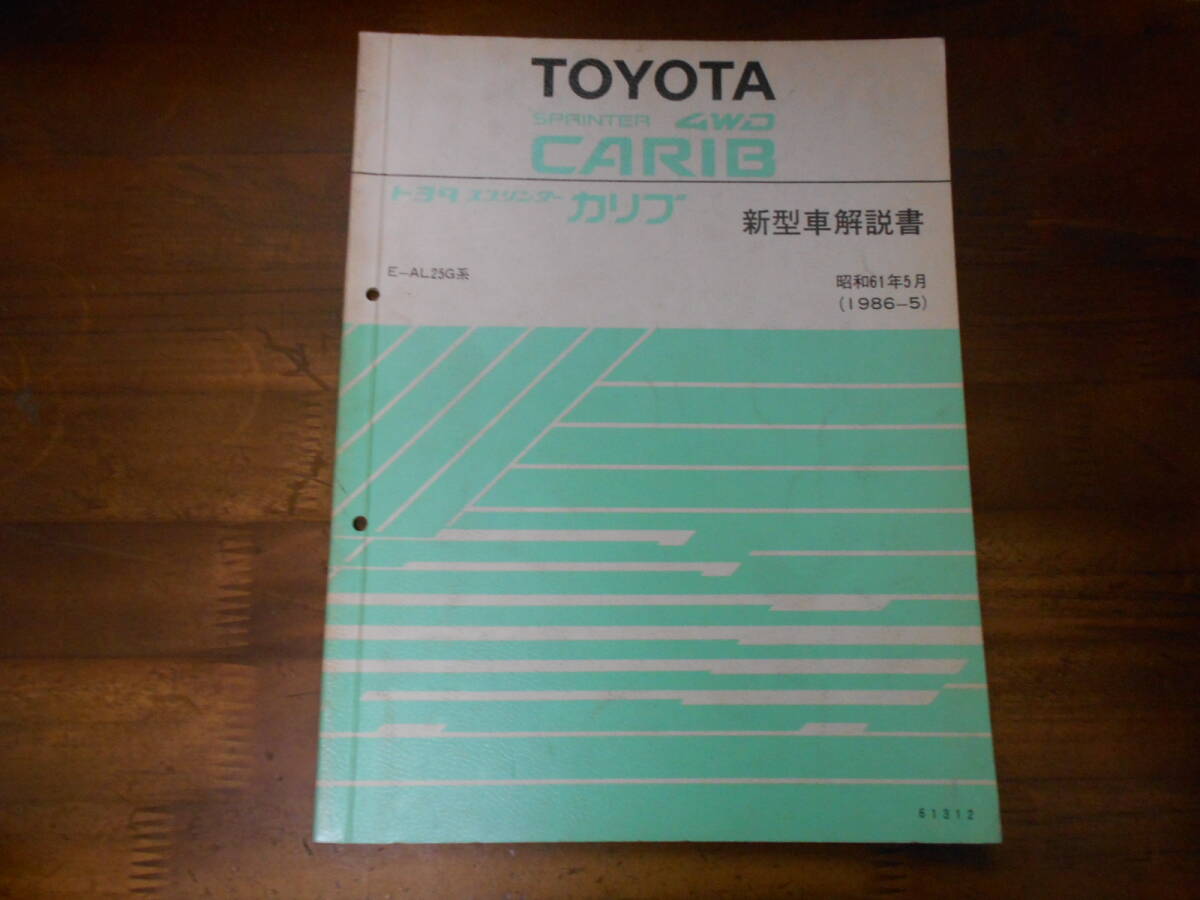 TOYOTA
SPRINTER 4WD
CARIB
トヨタ スプリンター カリブ
新型車解説書
E-AL25G系
昭和61年5月
(1986-5)
61312